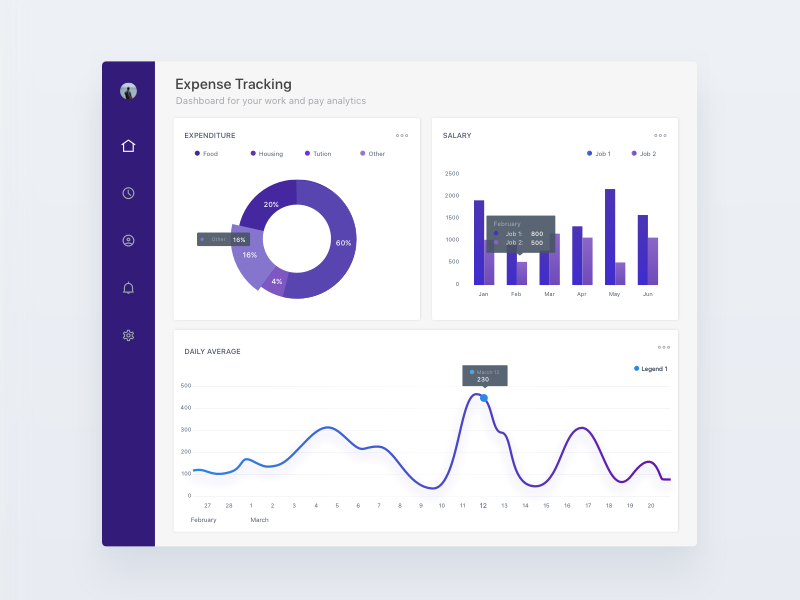 Expense Tracking
Dashboard for your work and pay analytics
EXPENDITURE
Food Housing Tution Other
20%
60%
Other 16%
16%
4%
SALARY
Job 1 Job 2
2500
2000
1500
1000
500
0
February
Job 1 800
Job 2 500
Jan Feb Mar Apr May Jun
DAILY AVERAGE
Legend 1
March 12
230
500
400
300
200
100
0
27 28 1 2 3 4 5 6 7 8 9 10 11 12 13 14 15 16 17 18 19 20
February March